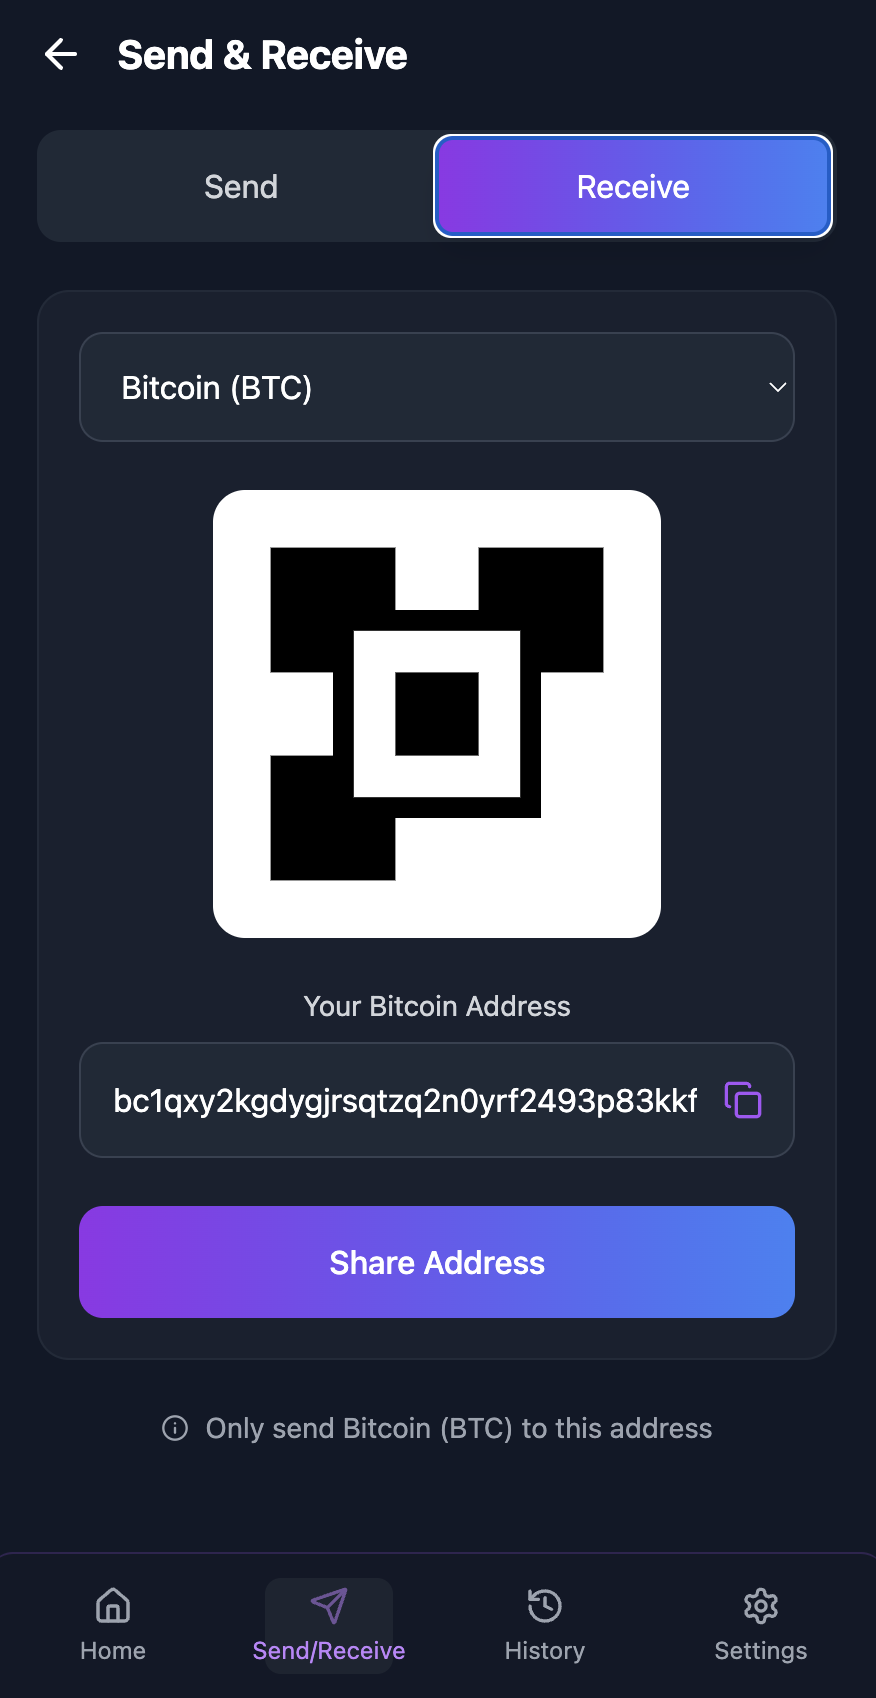 Send & Receive
Send
Receive
Bitcoin (BTC)
Your Bitcoin Address
bc1qxy2kgdygjrsqtzq2n0yrf2493p83kkf
Share Address
Only send Bitcoin (BTC) to this address
Home
Send/Receive
History
Settings